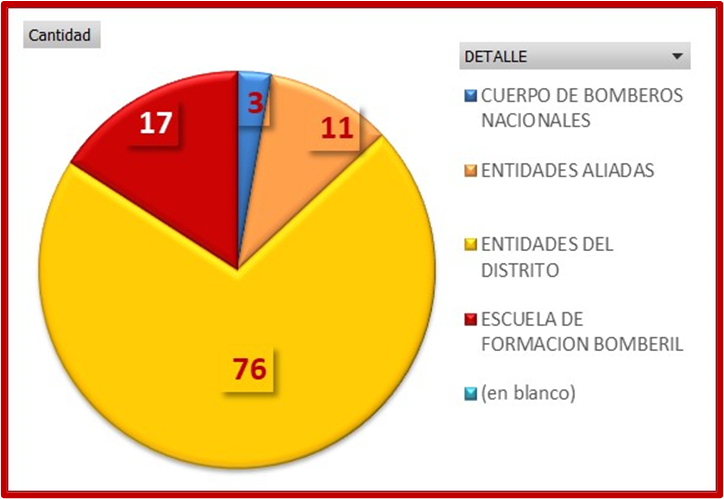 Cantidad
DETALLE
CUERPO DE BOMBEROS
NACIONALES
ENTIDADES ALIADAS
ENTIDADES DEL
DISTRITO
ESCUELA DE
FORMACION BOMBERIL
(en blanco)
3
11
17
76